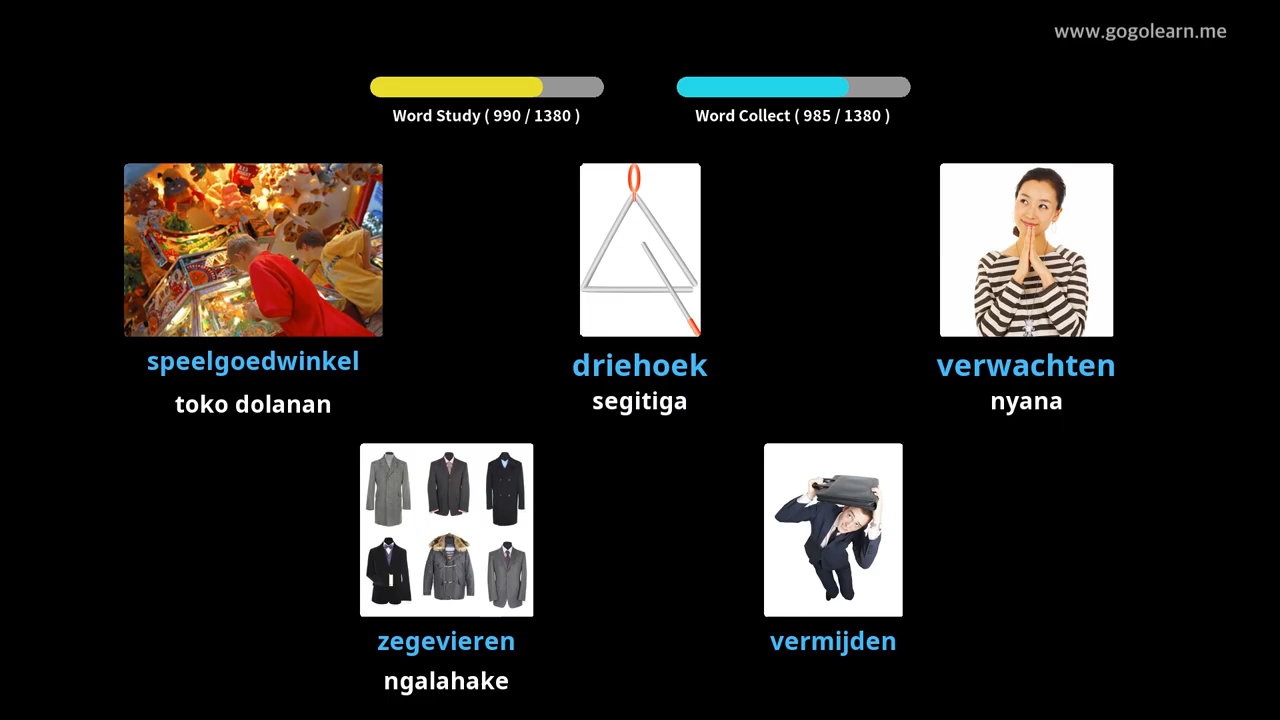 www.gogolearn.me
Word Study ( 990 / 1380 )
Word Collect ( 985 / 1380 )
speelgoedwinkel
toko dolanan
driehoek
segitiga
verwachten
nyana
zegevieren
ngalahake
vermijden